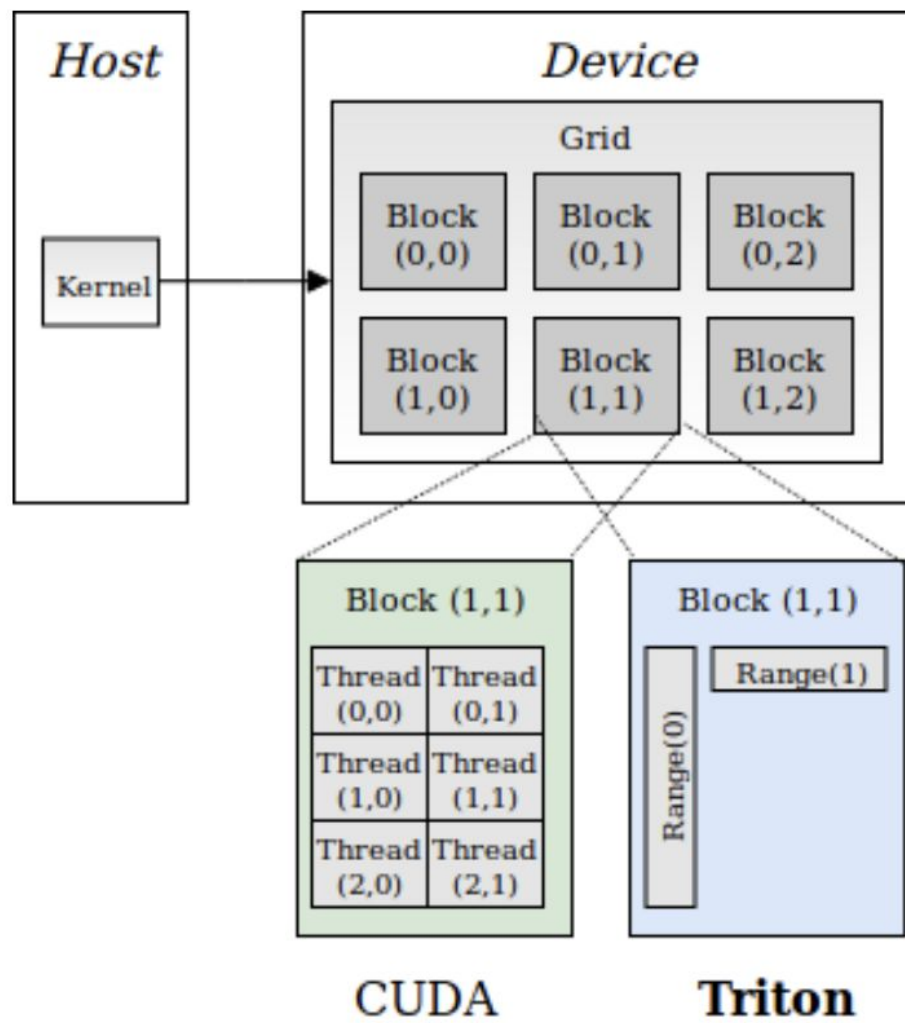 Host
Device
Grid
Block
(0,0)
Block
(0,1)
Block
(0,2)
Kernel
Block
(1,0)
Block
(1,1)
Block
(1,2)
Block (1,1)
Thread
(0,0)
Thread
(0,1)
Thread
(1,0)
Thread
(1,1)
Thread
(2,0)
Thread
(2,1)
CUDA
Block (1,1)
Range(0)
Range(1)
Triton